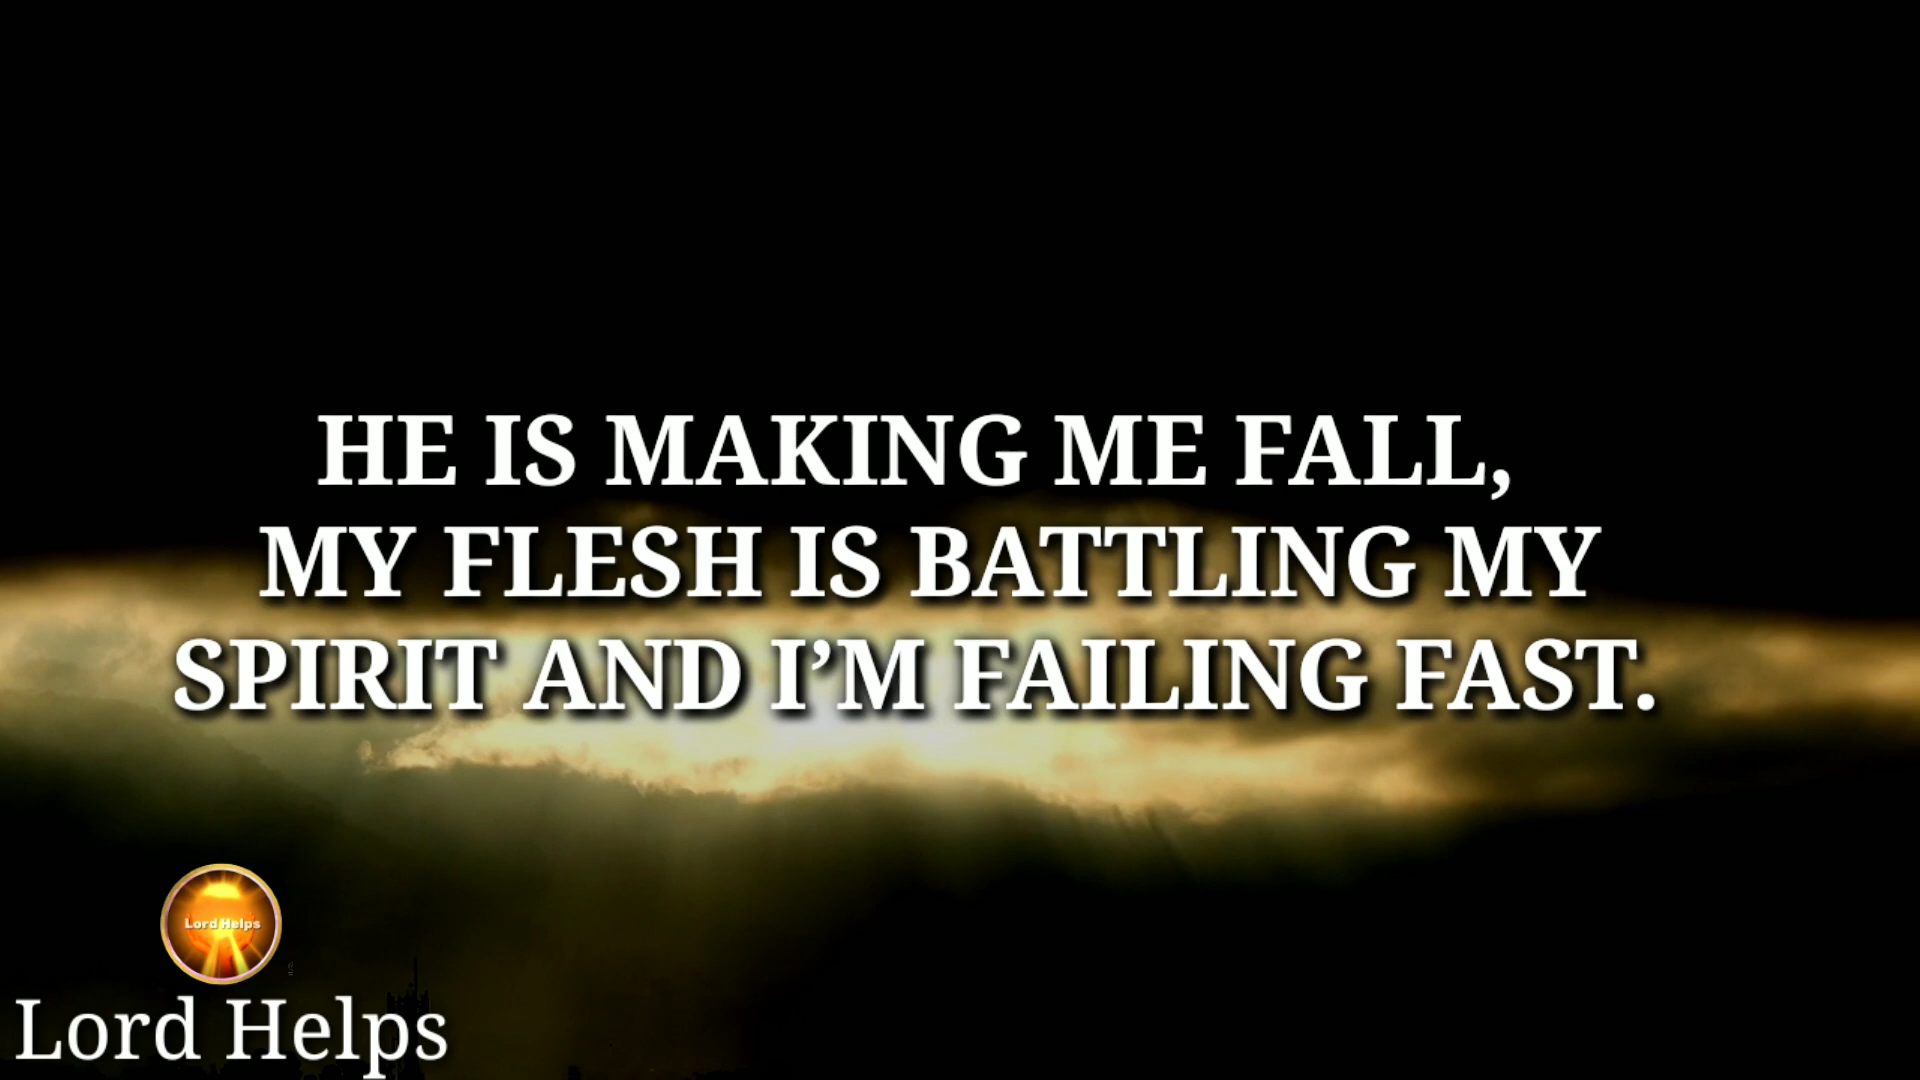 HE IS MAKING ME FALL,
MY FLESH IS BATTLING MY
SPIRIT AND I’M FAILING FAST.
Lord Helps
Lord Helps